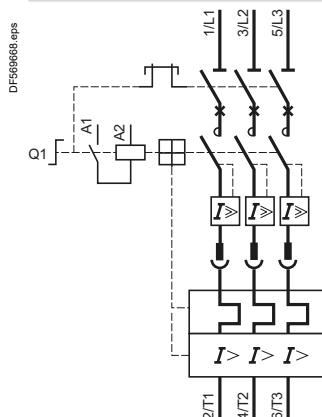 DF569668.eps
1/L1
3/L2
5/L3
A1
A2
Q1
I> I> I>
2/T1
4/T2
6/T3